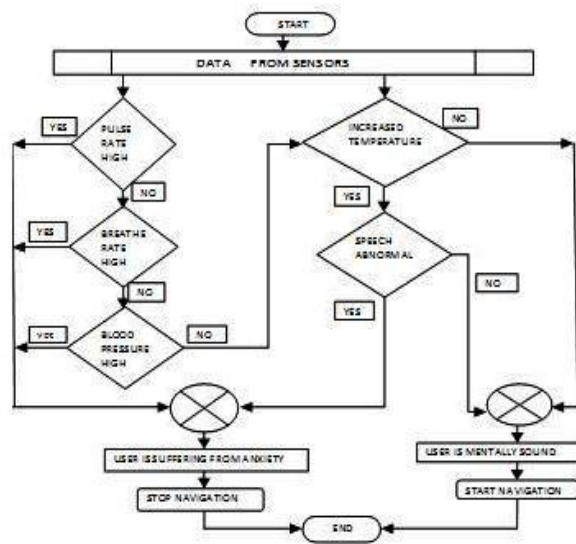 START
DATA FROM SENSORS
YES
PULSE
RATE
HIGH
NO
INCREASED
TEMPERATURE
NO
YES
YES
BREATHE
RATE
HIGH
NO
SPEECH
ABNORMAL
NO
YES
YES
BLOOD
PRESSURE
HIGH
NO
USER IS SUFFERING FROM ANXIETY
USER IS MENTALLY SOUND
STOP NAVIGATION
START NAVIGATION
END